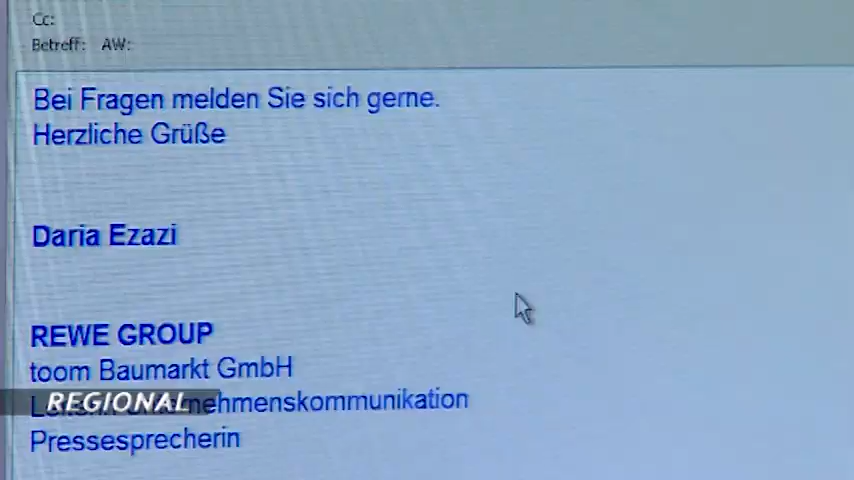 Cc:
Betreff: AW:
Bei Fragen melden Sie sich gerne.
Herzliche Grüße
Daria Ezazi
REWE GROUP
toom Baumarkt GmbH
REGIONAL
Pressesprecherin